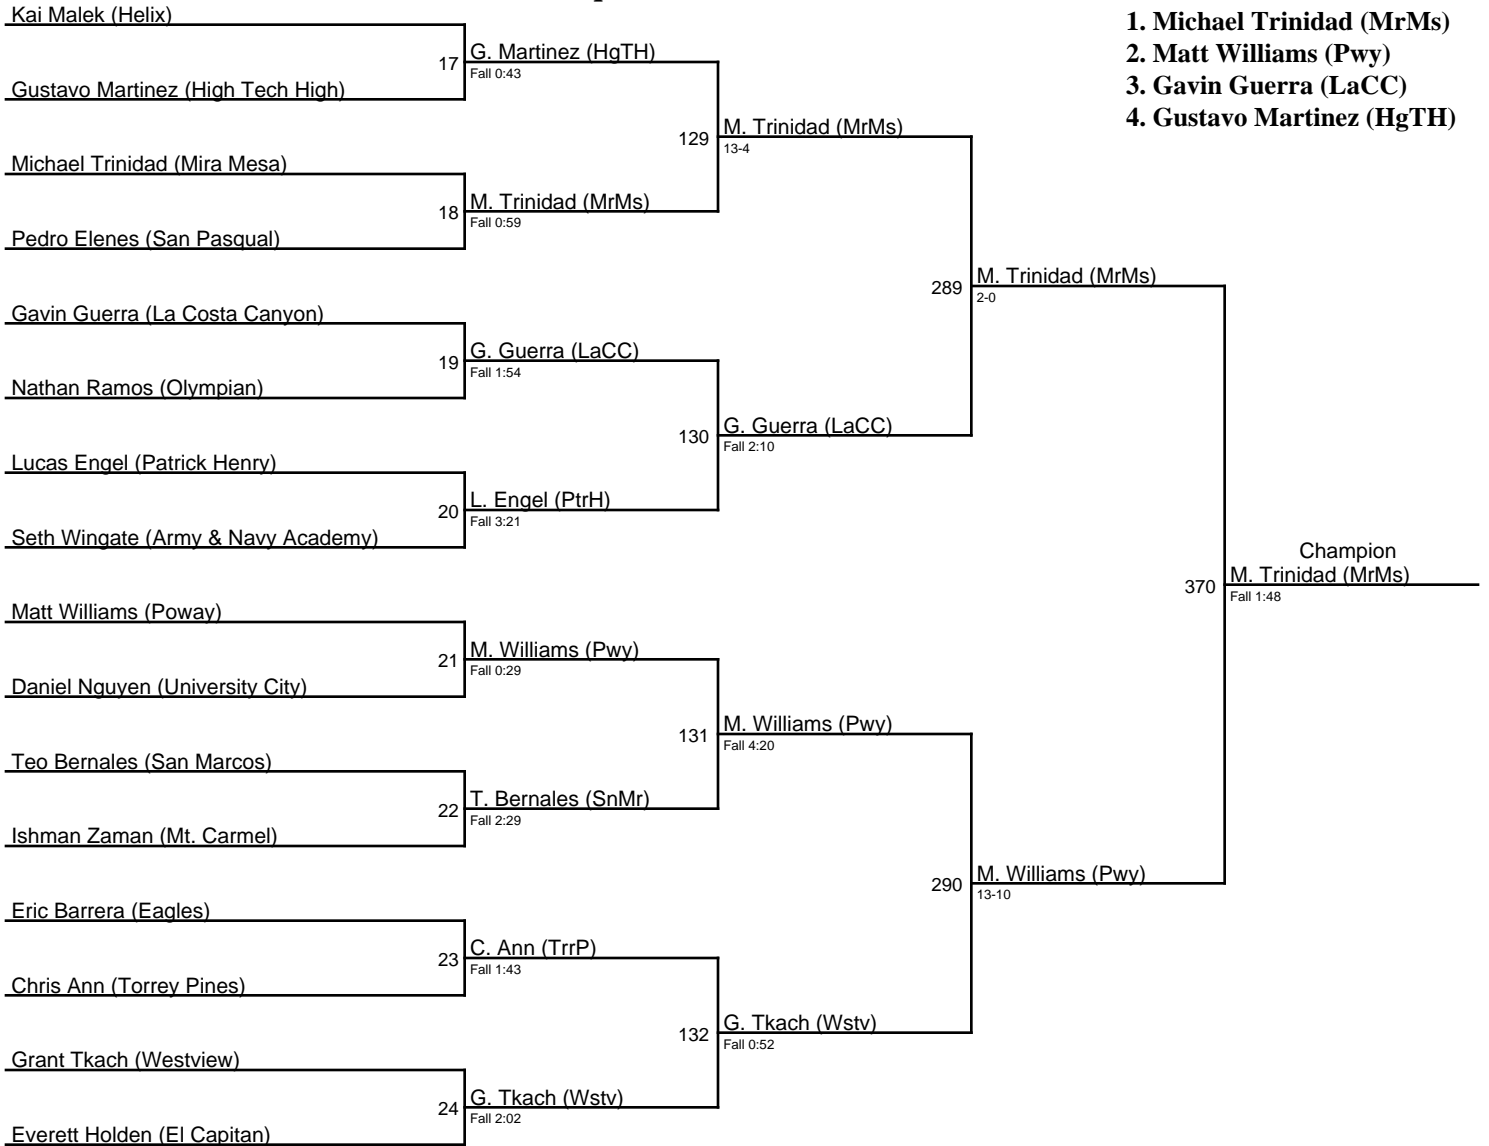 Kai Malek (Helix)
1. Michael Trinidad (MrMs)
2. Matt Williams (Pwy)
3. Gavin Guerra (LaCC)
4. Gustavo Martinez (HgTH)
17
G. Martinez (HgTH)
Fall 0:43
Gustavo Martinez (High Tech High)
129
M. Trinidad (MrMs)
13-4
Michael Trinidad (Mira Mesa)
18
M. Trinidad (MrMs)
Fall 0:59
Pedro Elenes (San Pasqual)
289
M. Trinidad (MrMs)
2-0
Gavin Guerra (La Costa Canyon)
19
G. Guerra (LaCC)
Fall 1:54
Nathan Ramos (Olympian)
130
G. Guerra (LaCC)
Fall 2:10
Lucas Engel (Patrick Henry)
20
L. Engel (PtrH)
Fall 3:21
Seth Wingate (Army & Navy Academy)
Champion
370
M. Trinidad (MrMs)
Fall 1:48
Matt Williams (Poway)
21
M. Williams (Pwy)
Fall 0:29
Daniel Nguyen (University City)
131
M. Williams (Pwy)
Fall 4:20
Teo Bernales (San Marcos)
22
T. Bernales (SnMr)
Fall 2:29
Ishman Zaman (Mt. Carmel)
290
M. Williams (Pwy)
13-10
Eric Barrera (Eagles)
23
C. Ann (TrrP)
Fall 1:43
Chris Ann (Torrey Pines)
132
G. Tkach (Wstv)
Fall 0:52
Grant Tkach (Westview)
24
G. Tkach (Wstv)
Fall 2:02
Everett Holden (El Capitan)